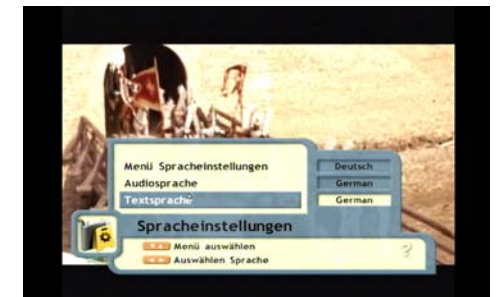 Menü Spracheinstellungen Deutsch
Audiosprache German
Textsprache German
Spracheinstellungen
Menü auswählen
Auswählen Sprache
?